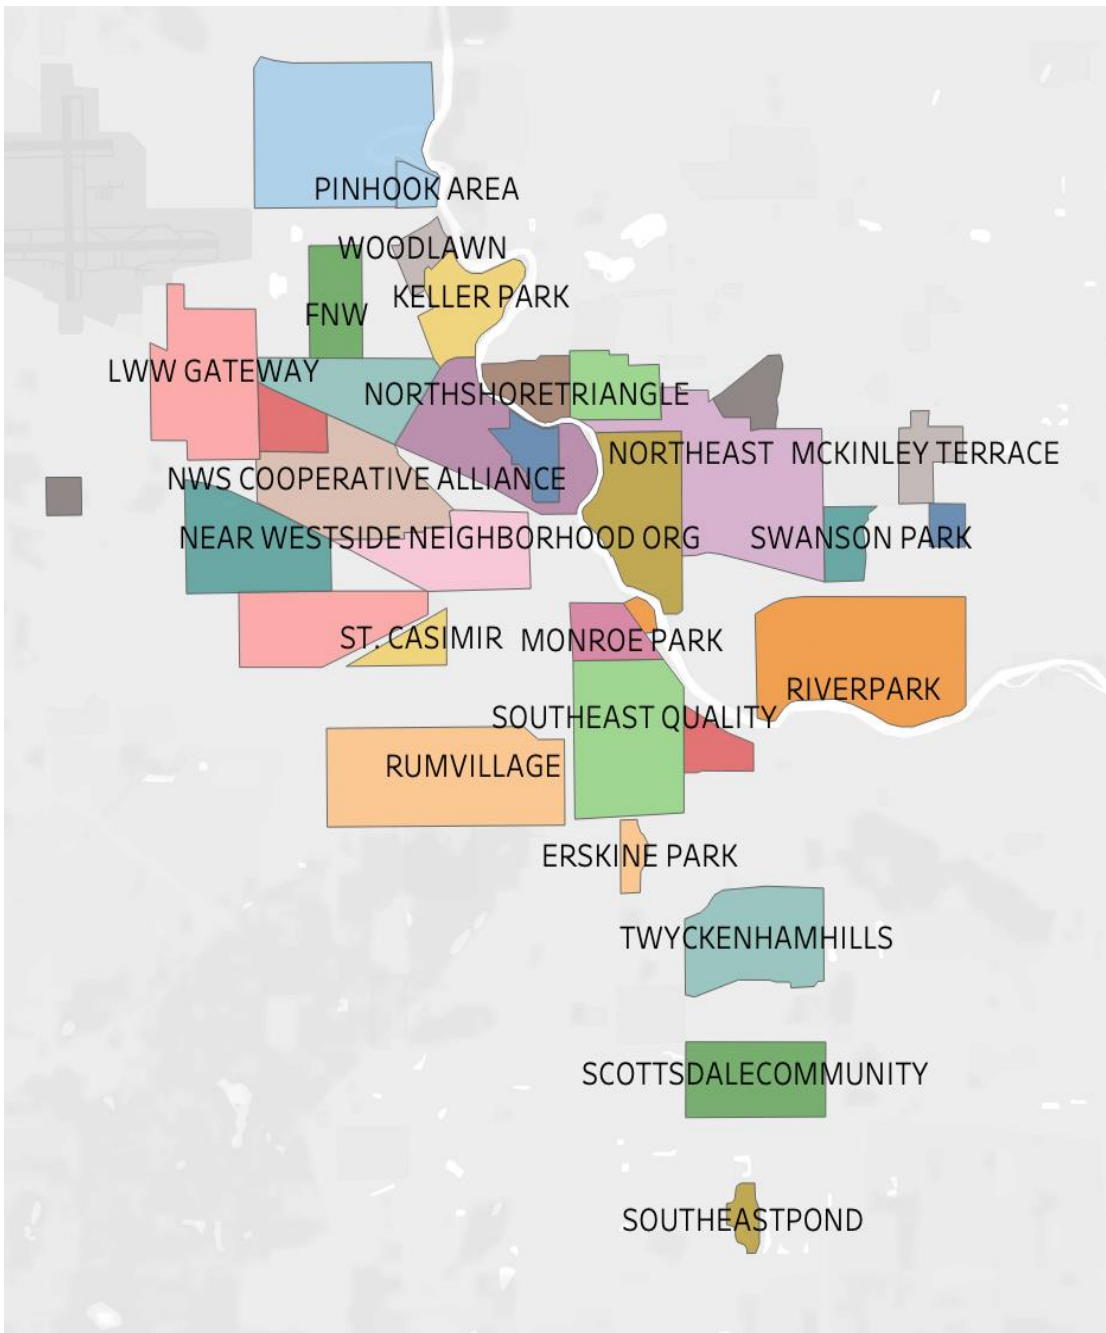 PINHOOK AREA
WOODLAWN
KELLER PARK
FNW
LWW GATEWAY
NORTHSHORETRIANGLE
NORTHEAST
MCKINLEY TERRACE
NWS COOPERATIVE ALLIANCE
NEAR WESTSIDE NEIGHBORHOOD ORG
SWANSON PARK
ST. CASIMIR
MONROE PARK
RIVERPARK
SOUTHEAST QUALITY
RUMVILLAGE
ERSKINE PARK
TWYCKENHAMHILLS
SCOTTSDALECOMMUNITY
SOUTHEASTPOND